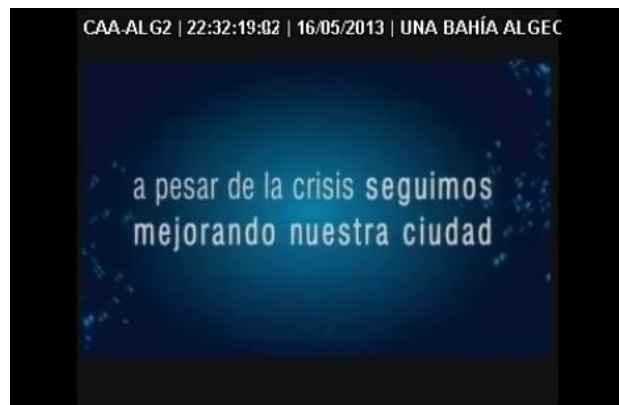 CAA-ALG2 | 22:32:19:02 | 16/05/2013 | UNA BAHÍA ALGEC
a pesar de la crisis seguimos
mejorando nuestra ciudad